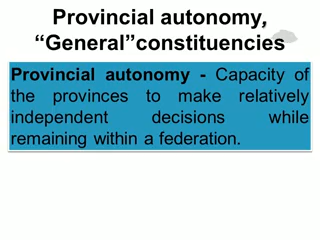 Provincial autonomy,
“General”constituencies
Provincial autonomy - Capacity of
the provinces to make relatively
independent decisions while
remaining within a federation.